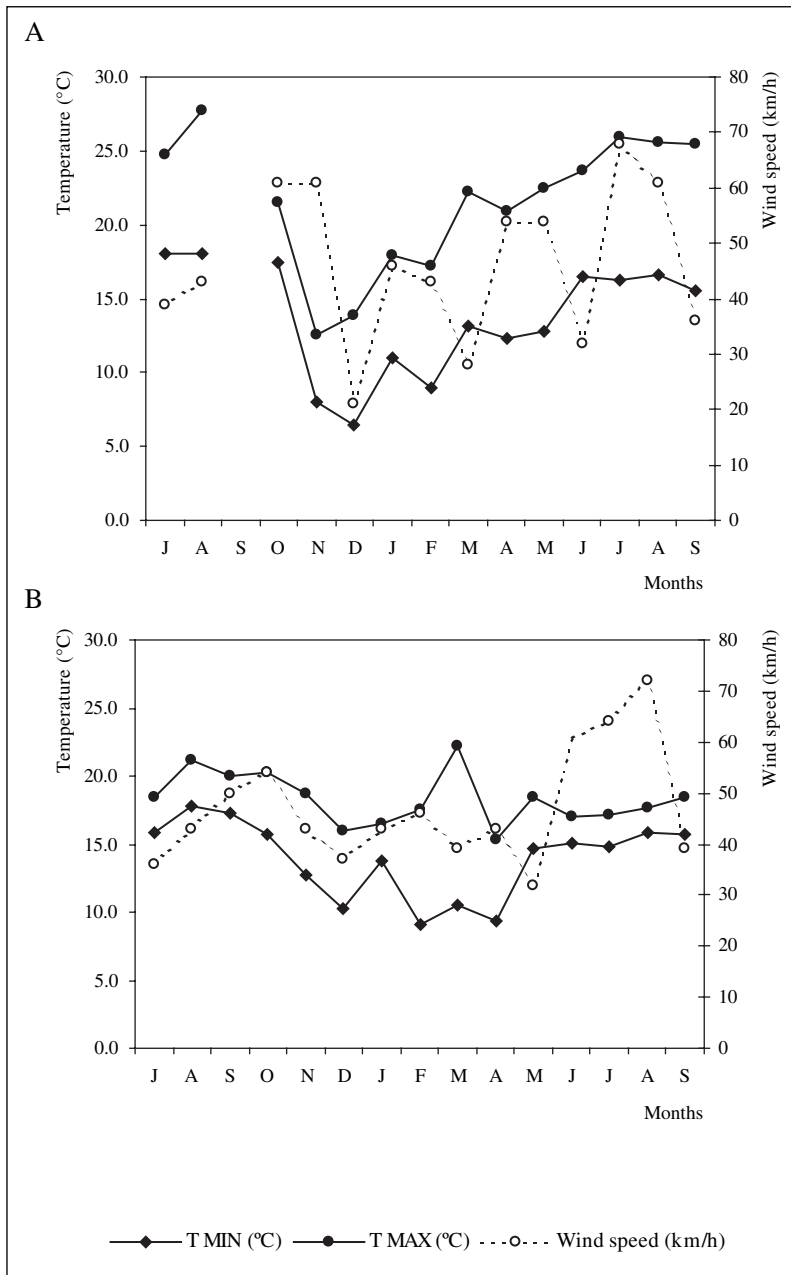 A
Temperature (°C)
Wind speed (km/h)
30.0
25.0
20.0
15.0
10.0
5.0
0.0
80
70
60
50
40
30
20
10
0
J A S O N D J F M A M J J A S
Months
B
Temperature (°C)
Wind speed (km/h)
30.0
25.0
20.0
15.0
10.0
5.0
0.0
80
70
60
50
40
30
20
10
0
J A S O N D J F M A M J J A S
Months
T MIN (ºC) T MAX (ºC) Wind speed (km/h)